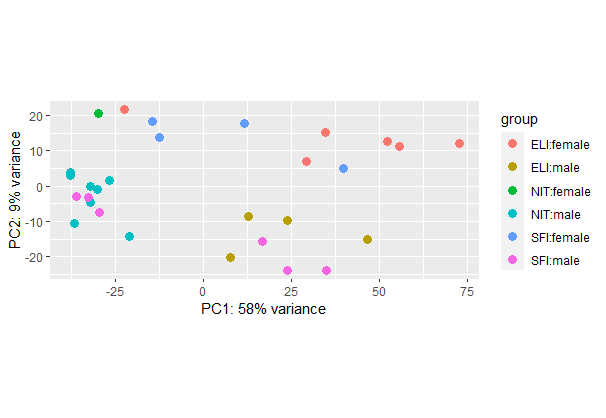 20
10
0
-10
-20
PC2: 9% variance
-25
0
25
50
75
PC1: 58% variance
group
ELI:female
ELI:male
NIT:female
NIT:male
SFI:female
SFI:male